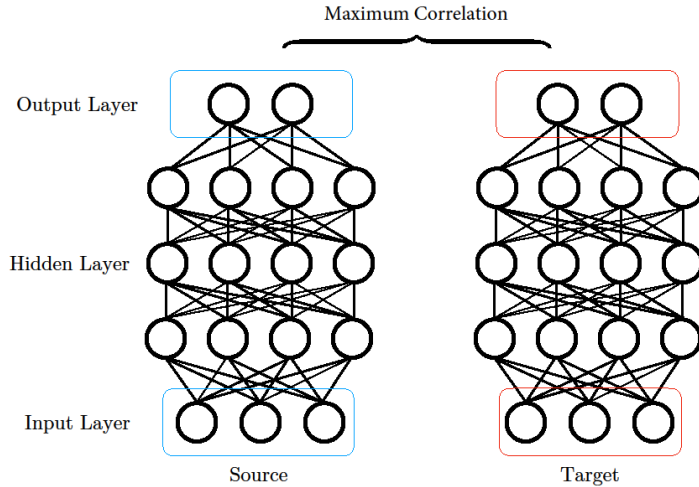 Maximum Correlation
Output Layer
Hidden Layer
Input Layer
Source
Target